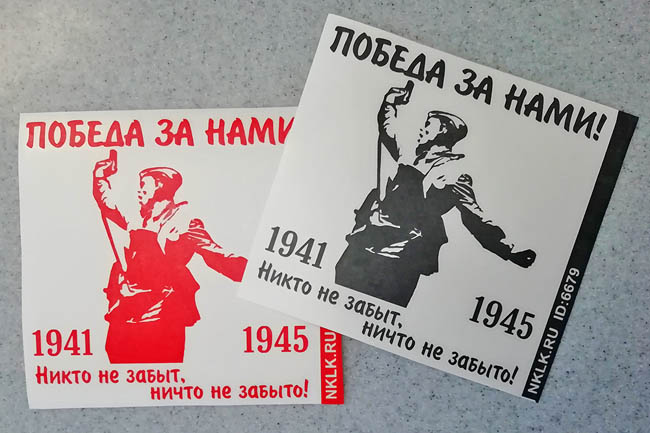 ПОБЕДА ЗА НАМИ
1941
1945
Никто не забыт,
ничто не забыто!
NKLK.RU
ПОБЕДА ЗА НАМИ!
1941
1945
Никто не забыт,
ничто не забыто!
NKLK.RU ID:6679